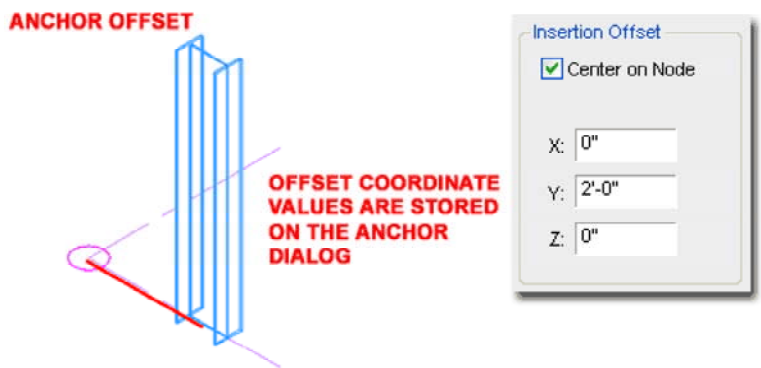 ANCHOR OFFSET
OFFSET COORDINATE
VALUES ARE STORED
ON THE ANCHOR
DIALOG
Insertion Offset
Center on Node
X: 0"
Y: 2'-0"
Z: 0"